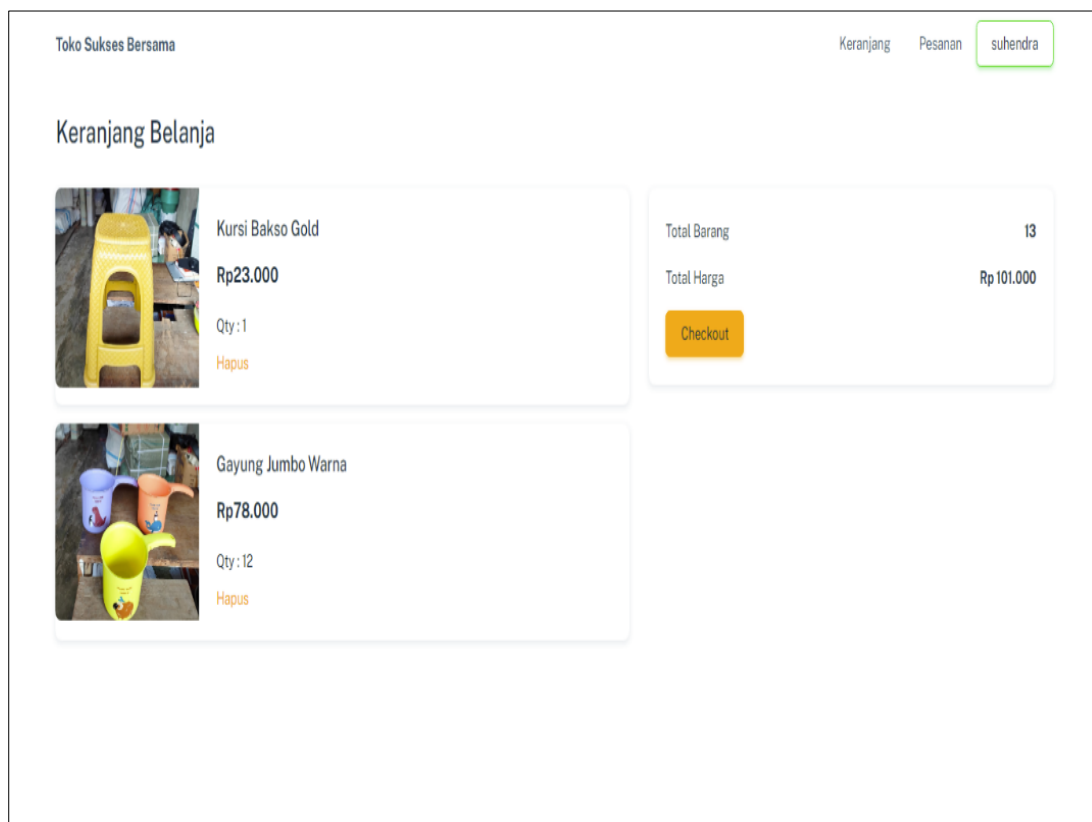 Toko Sukses Bersama
Keranjang Pesanan suhendra
Keranjang Belanja
Kursi Bakso Gold
Rp23.000
Qty : 1
Hapus
Total Barang 13
Total Harga Rp 101.000
Checkout
Gayung Jumbo Warna
Rp78.000
Qty : 12
Hapus